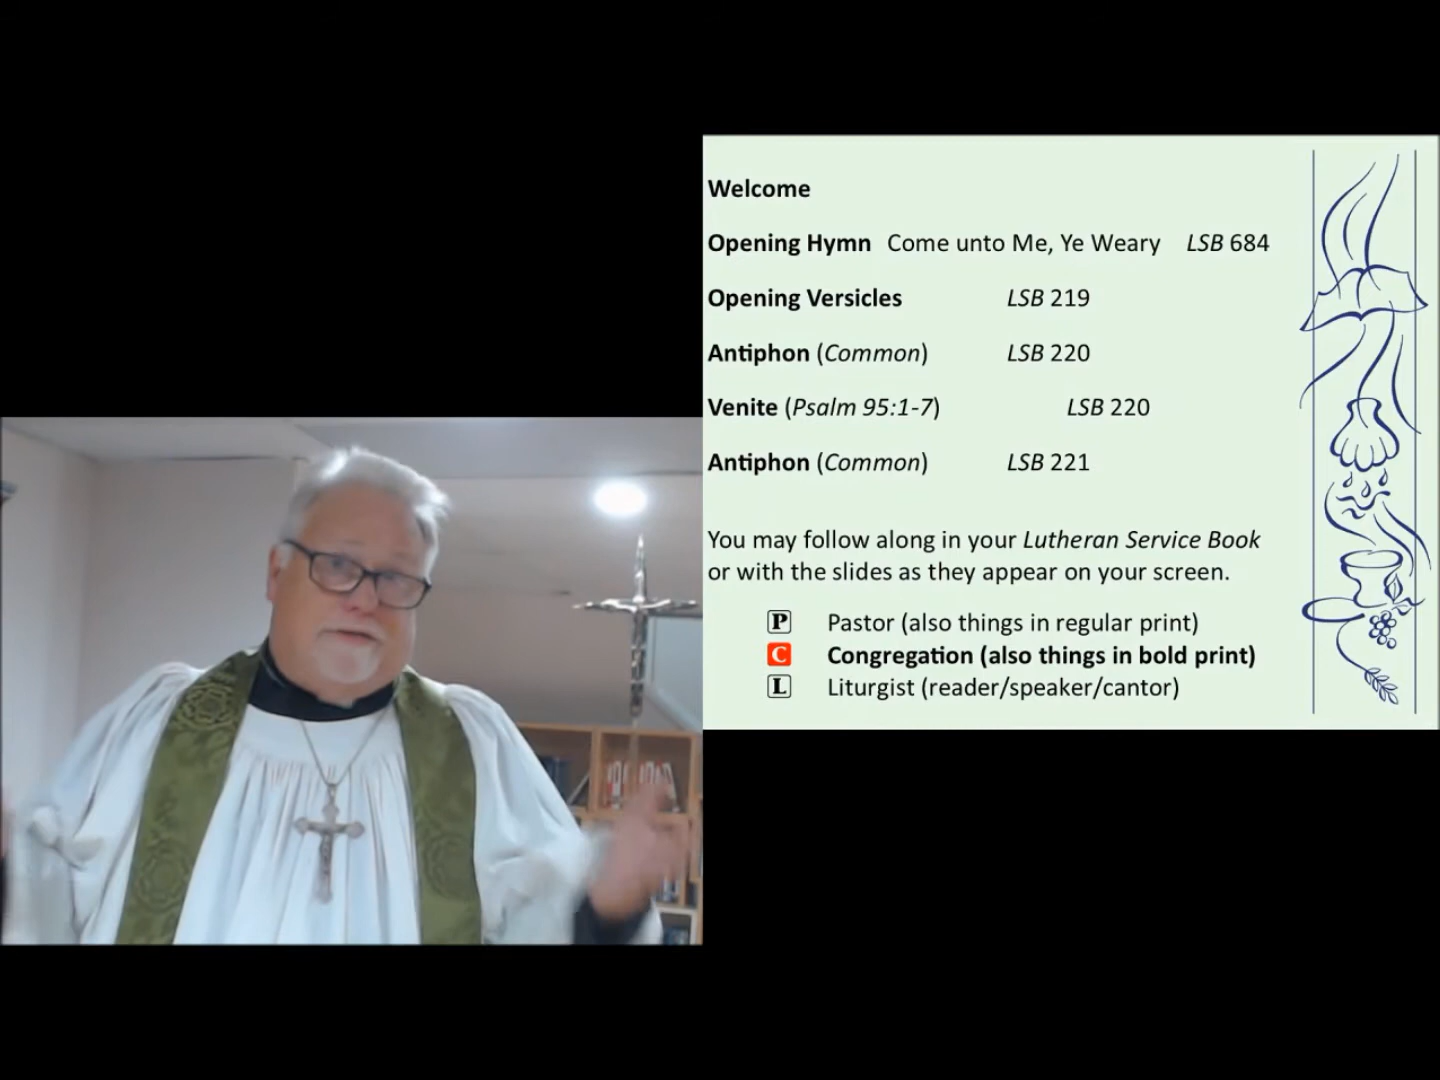 Welcome
Opening Hymn Come unto Me, Ye Weary LSB 684
Opening Versicles LSB 219
Antiphon (Common) LSB 220
Venite (Psalm 95:1-7) LSB 220
Antiphon (Common) LSB 221
You may follow along in your Lutheran Service Book
or with the slides as they appear on your screen.
P Pastor (also things in regular print)
C Congregation (also things in bold print)
L Liturgist (reader/speaker/cantor)